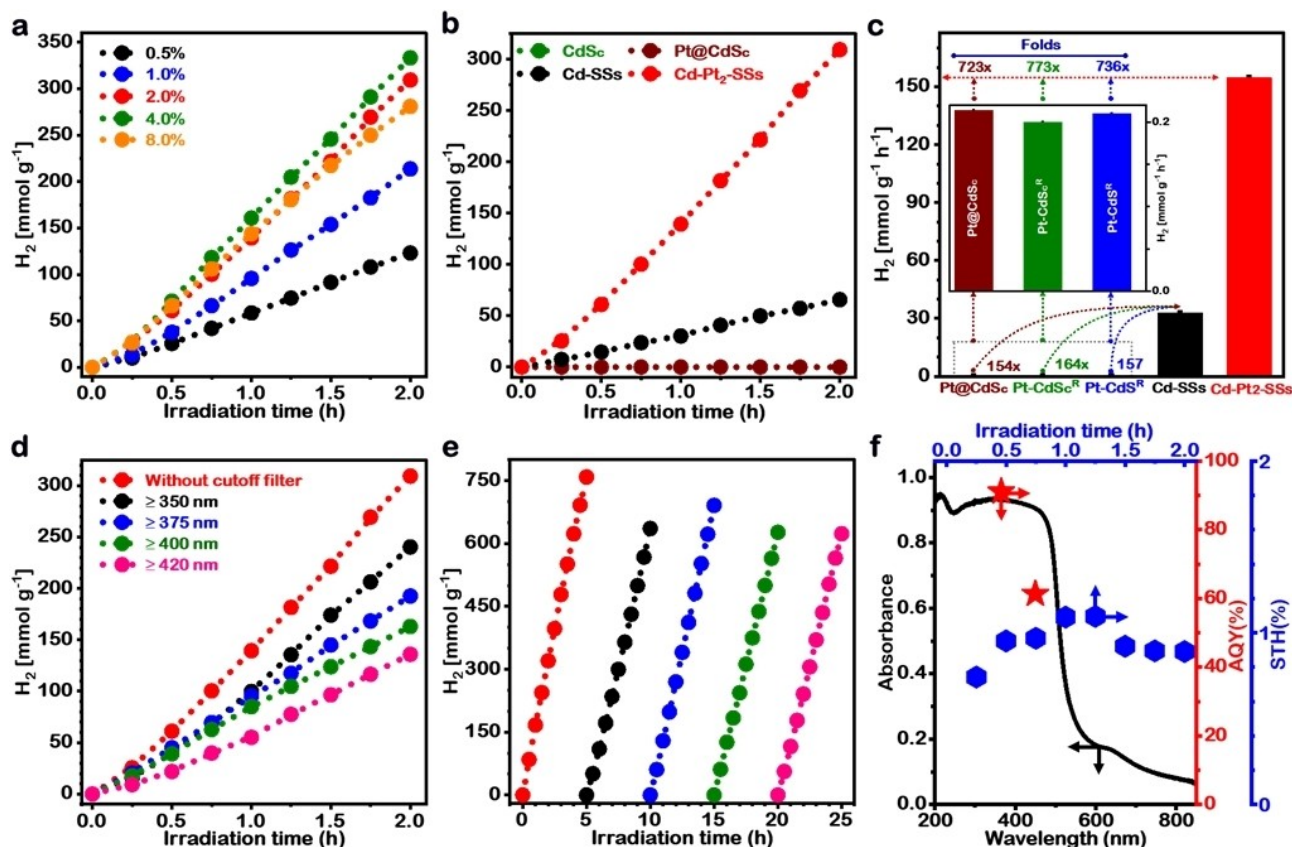 a
0.5%
1.0%
2.0%
4.0%
8.0%
350
300
250
200
150
100
50
0
H2 [mmol g-1]
0.0 0.5 1.0 1.5 2.0
Irradiation time (h)
b
CdSc Pt@CdSc
Cd-SSs Cd-Pt2-SSs
300
250
200
150
100
50
0
H2 [mmol g-1]
0.0 0.5 1.0 1.5 2.0
Irradiation time (h)
c
Folds
723x 773x 736x
150
120
90
60
30
0
H2 [mmol g-1 h-1]
Pt@CdSc
Pt-CdScR
Pt-CdSR
0.2
0.0
H2 [mmol g-1 h-1]
154x 164x 157
Pt@CdSc Pt-CdScR Pt-CdSR Cd-SSs Cd-Pt2-SSs
d
Without cutoff filter
≥ 350 nm
≥ 375 nm
≥ 400 nm
≥ 420 nm
300
250
200
150
100
50
0
H2 [mmol g-1]
0.0 0.5 1.0 1.5 2.0
Irradiation time (h)
e
750
600
450
300
150
0
H2 [mmol g-1]
0 5 10 15 20 25
Irradiation time (h)
f
Irradiation time (h)
0.0 0.5 1.0 1.5 2.0
1.0
0.8
0.6
0.4
0.2
0.0
Absorbance
100
80
60
40
20
0
AQY(%)
2
1
0
STH(%)
200 400 600 800
Wavelength (nm)